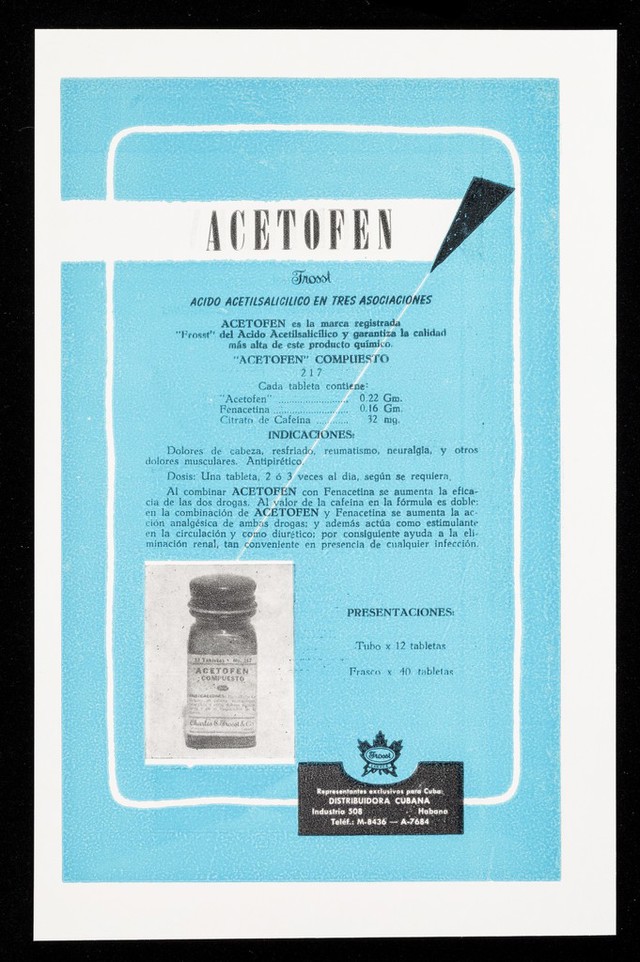 ACETOFEN
Frosst
ACIDO ACETILSALICILICO EN TRES ASOCIACIONES
ACETOFEN es la marca registrada
"Frosst" del Acido Acetilsalicílico y garantiza la calidad
más alta de este producto químico.
"ACETOFEN" COMPUESTO
217
Cada tableta contiene:
"Acetofen" ........................ 0.22 Gm.
Fenacetina ........................ 0.16 Gm.
Citrato de Cafeína ........... 32 mg.
INDICACIONES:
Dolores de cabeza, resfriado, reumatismo, neuralgia, y otros
dolores musculares. Antipirético.
Dosis: Una tableta, 2 ó 3 veces al día, según se requiera.
Al combinar ACETOFEN con Fenacetina se aumenta la efica-
cia de las dos drogas. Al valor de la cafeína en la fórmula es doble:
en la combinación de ACETOFEN y Fenacetina se aumenta la ac-
ción analgésica de ambas drogas; y además actúa como estimulante
en la circulación y como diurético: por consiguiente ayuda a la eli-
minación renal, tan conveniente en presencia de cualquier infección.
ACETOFEN
COMPUESTO
Charles E. Frosst & Co.
PRESENTACIONES:
Tubo x 12 tabletas
Frasco x 40 tabletas
Frosst
Representantes exclusivos para Cuba:
DISTRIBUIDORA CUBANA
Industria 508 Habana
Teléf.: M-8436 — A-7684